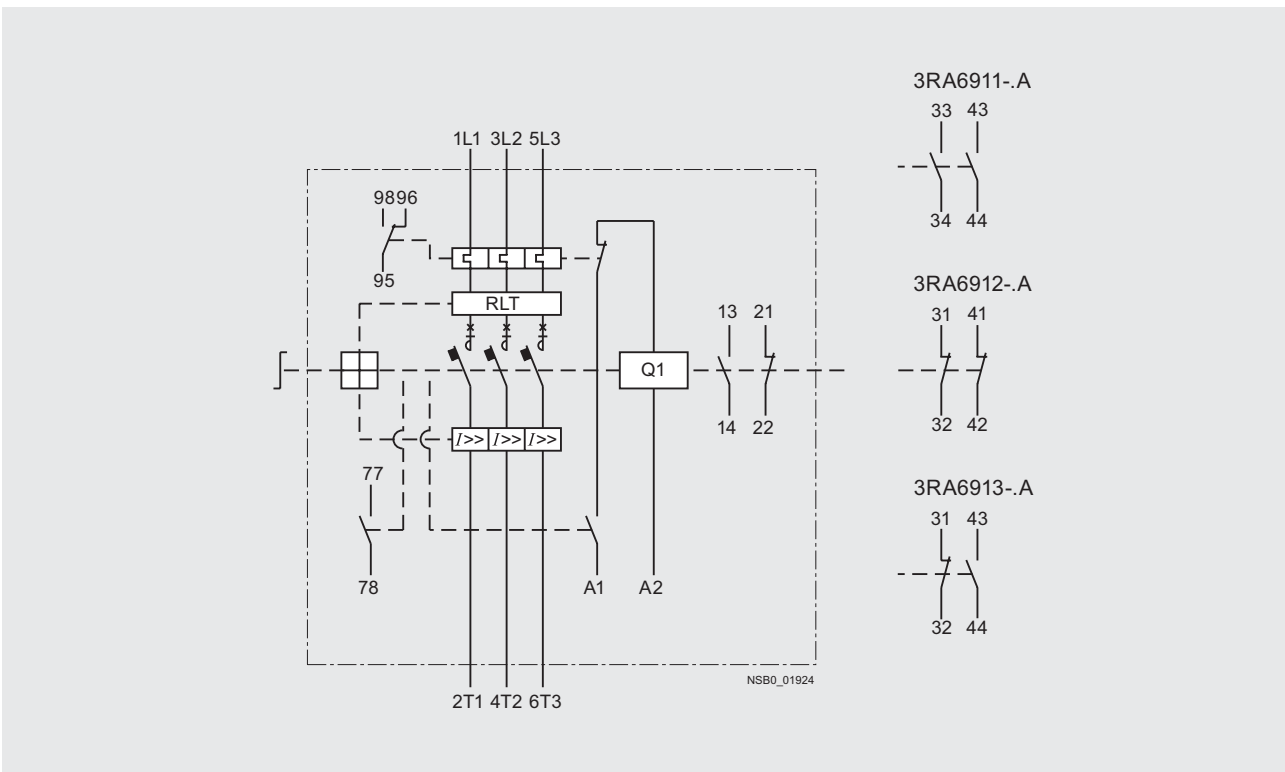 3RA6911-.A
33 43
1L1 3L2 5L3
9896
34 44
95
3RA6912-.A
RLT
13 21
31 41
Q1
14 22
32 42
I>> I>> I>>
77
3RA6913-.A
31 43
78
A1 A2
32 44
NSB0_01924
2T1 4T2 6T3